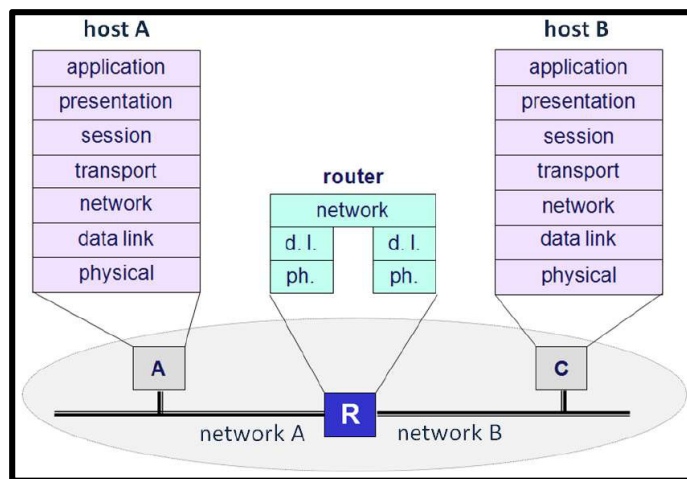 host A
application
presentation
session
transport
network
data link
physical
router
network
d. l.
d. l.
ph.
ph.
host B
application
presentation
session
transport
network
data link
physical
A
R
C
network A
network B